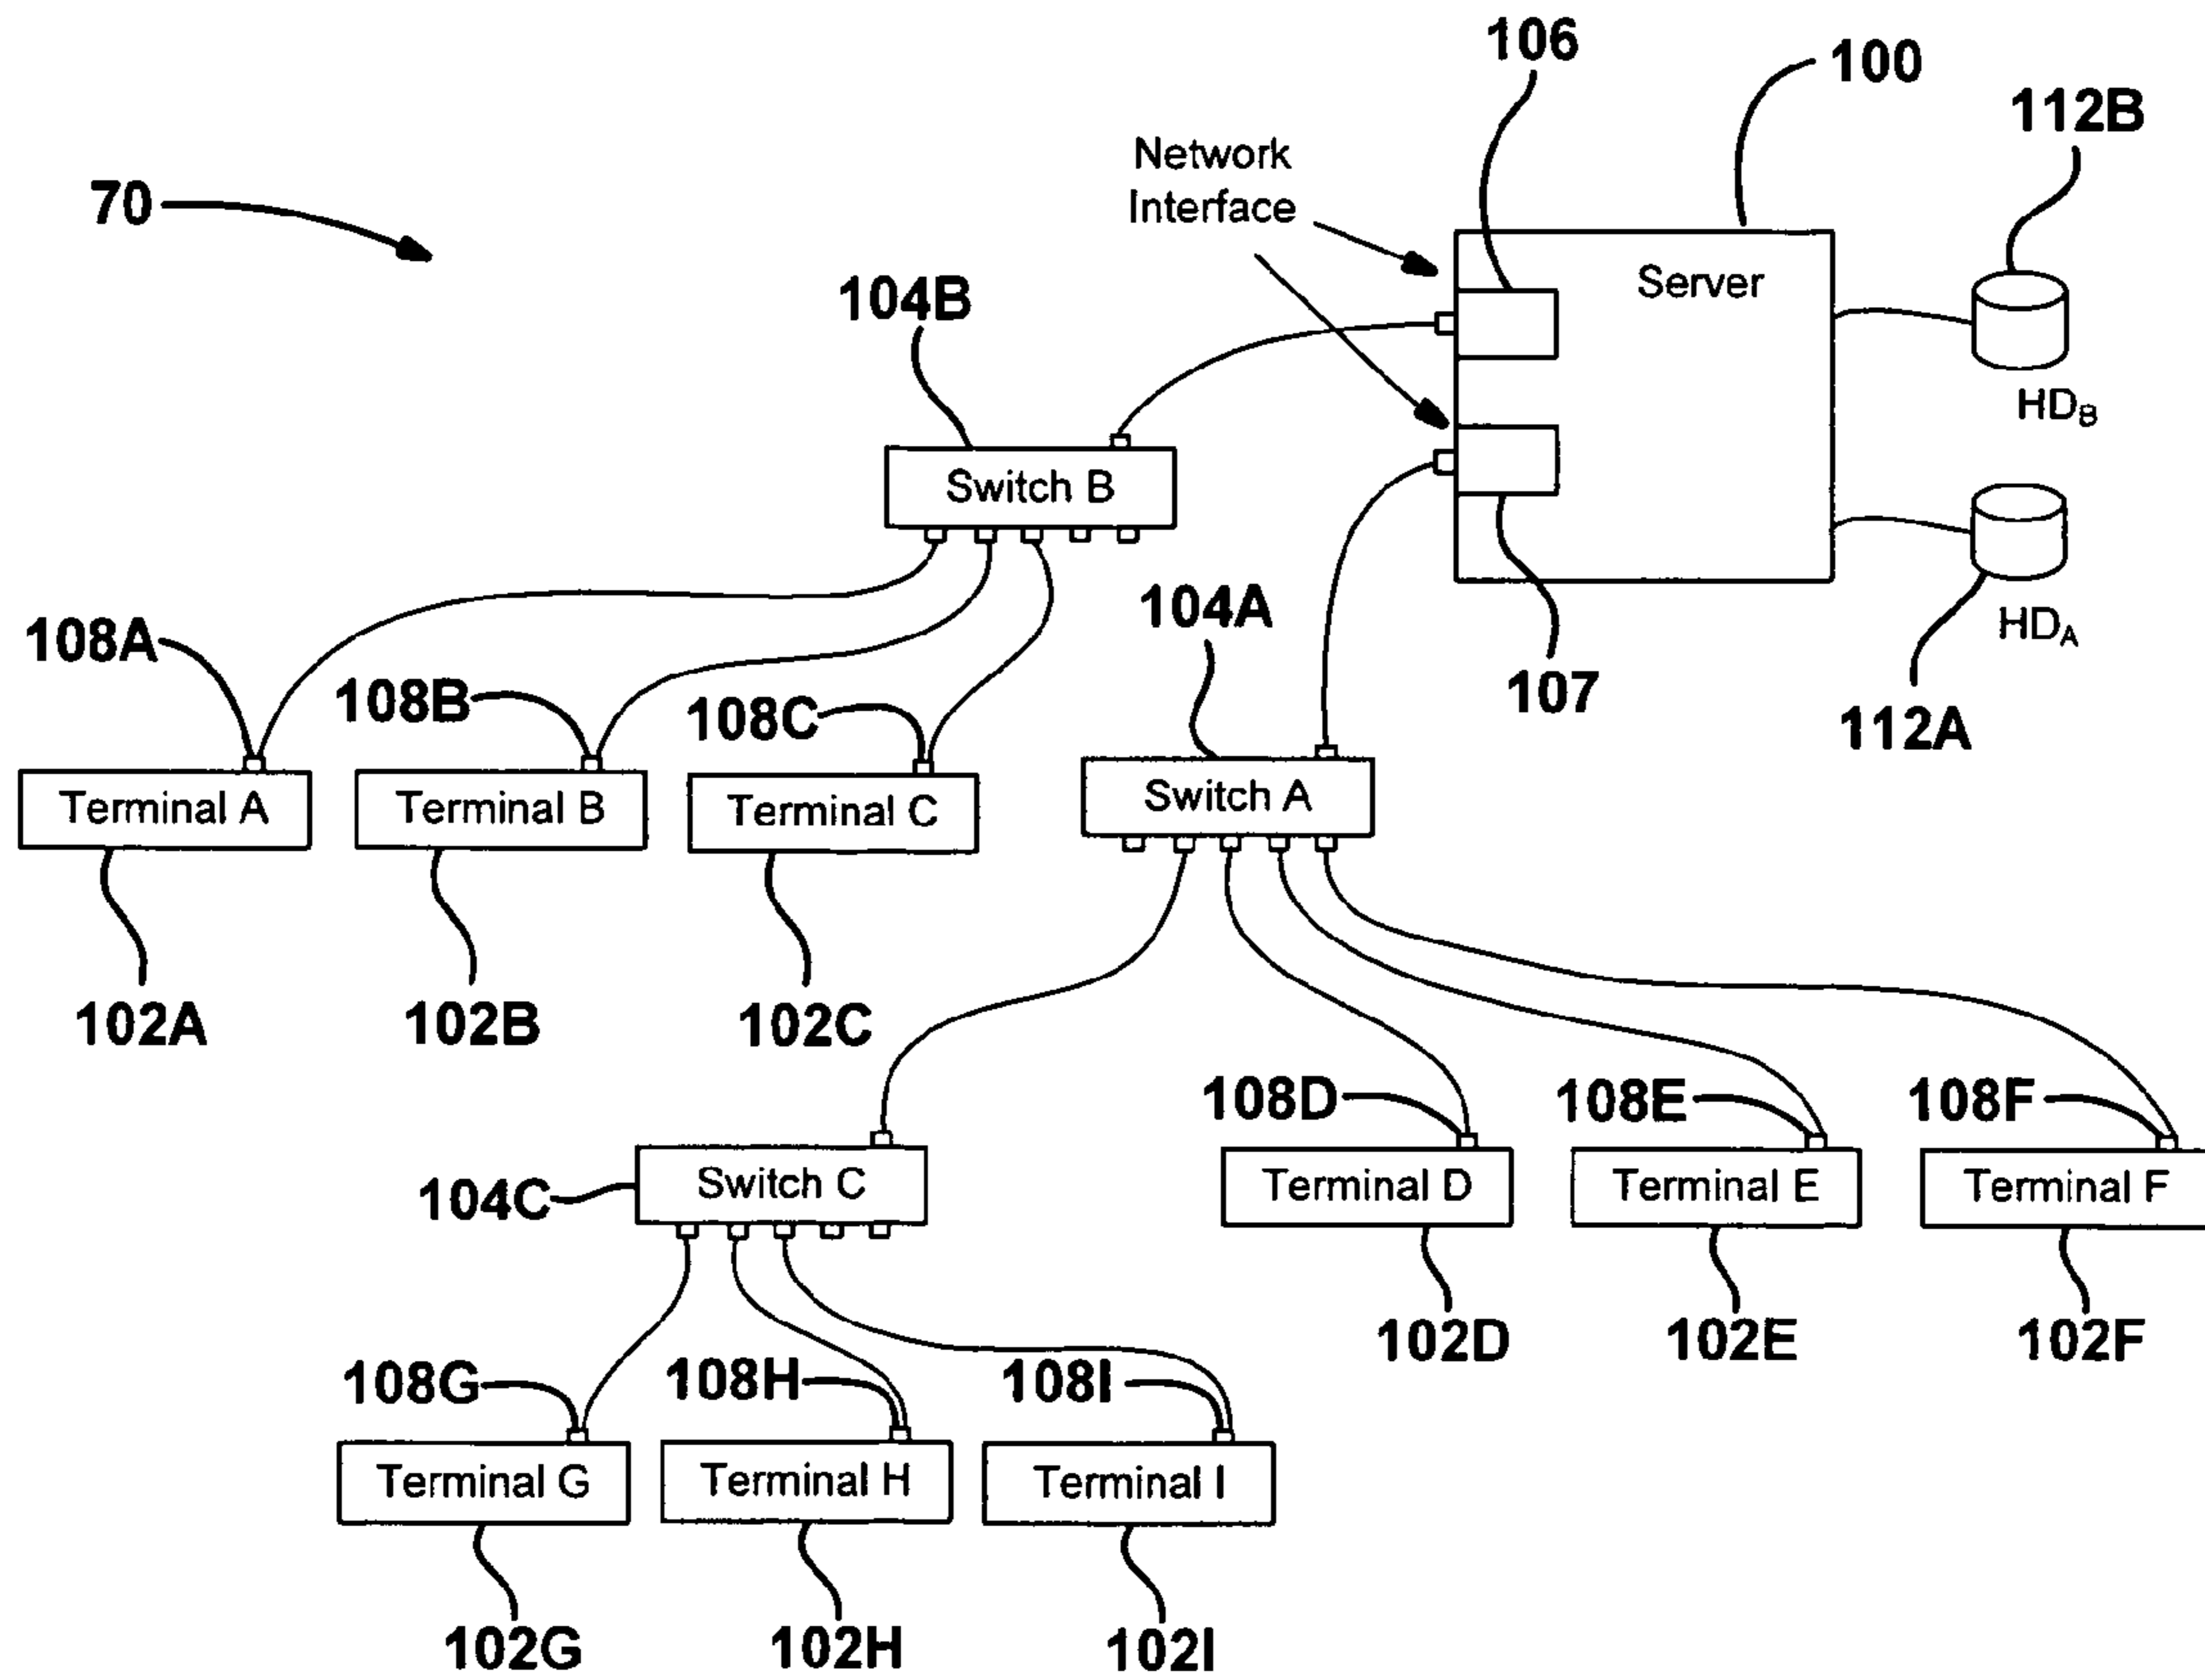 106
100
112B
Network
Interface
70
Server
104B
HDB
Switch B
104A
HDA
108A
108B
108C
107
112A
Terminal A
Terminal B
Terminal C
Switch A
102A
102B
102C
108D
108E
108F
104C
Switch C
Terminal D
Terminal E
Terminal F
102D
102E
102F
108G
108H
108I
Terminal G
Terminal H
Terminal I
102G
102H
102I